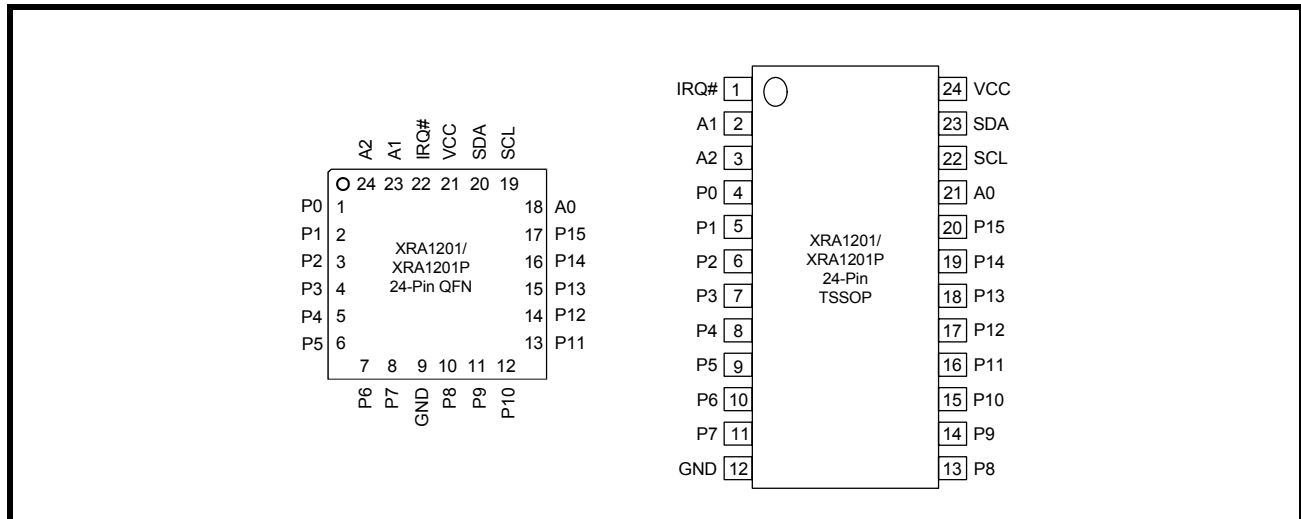 A2 A1 IRQ# VCC SDA SCL
24 23 22 21 20 19
P0 1 18 A0
P1 2 17 P15
P2 3 16 P14
P3 4 15 P13
P4 5 14 P12
P5 6 13 P11
XRA1201/
XRA1201P
24-Pin QFN
7 8 9 10 11 12
P6 P7 GND P8 P9 P10
IRQ# 1 24 VCC
A1 2 23 SDA
A2 3 22 SCL
P0 4 21 A0
P1 5 20 P15
P2 6 19 P14
P3 7 18 P13
P4 8 17 P12
P5 9 16 P11
P6 10 15 P10
P7 11 14 P9
GND 12 13 P8
XRA1201/
XRA1201P
24-Pin
TSSOP